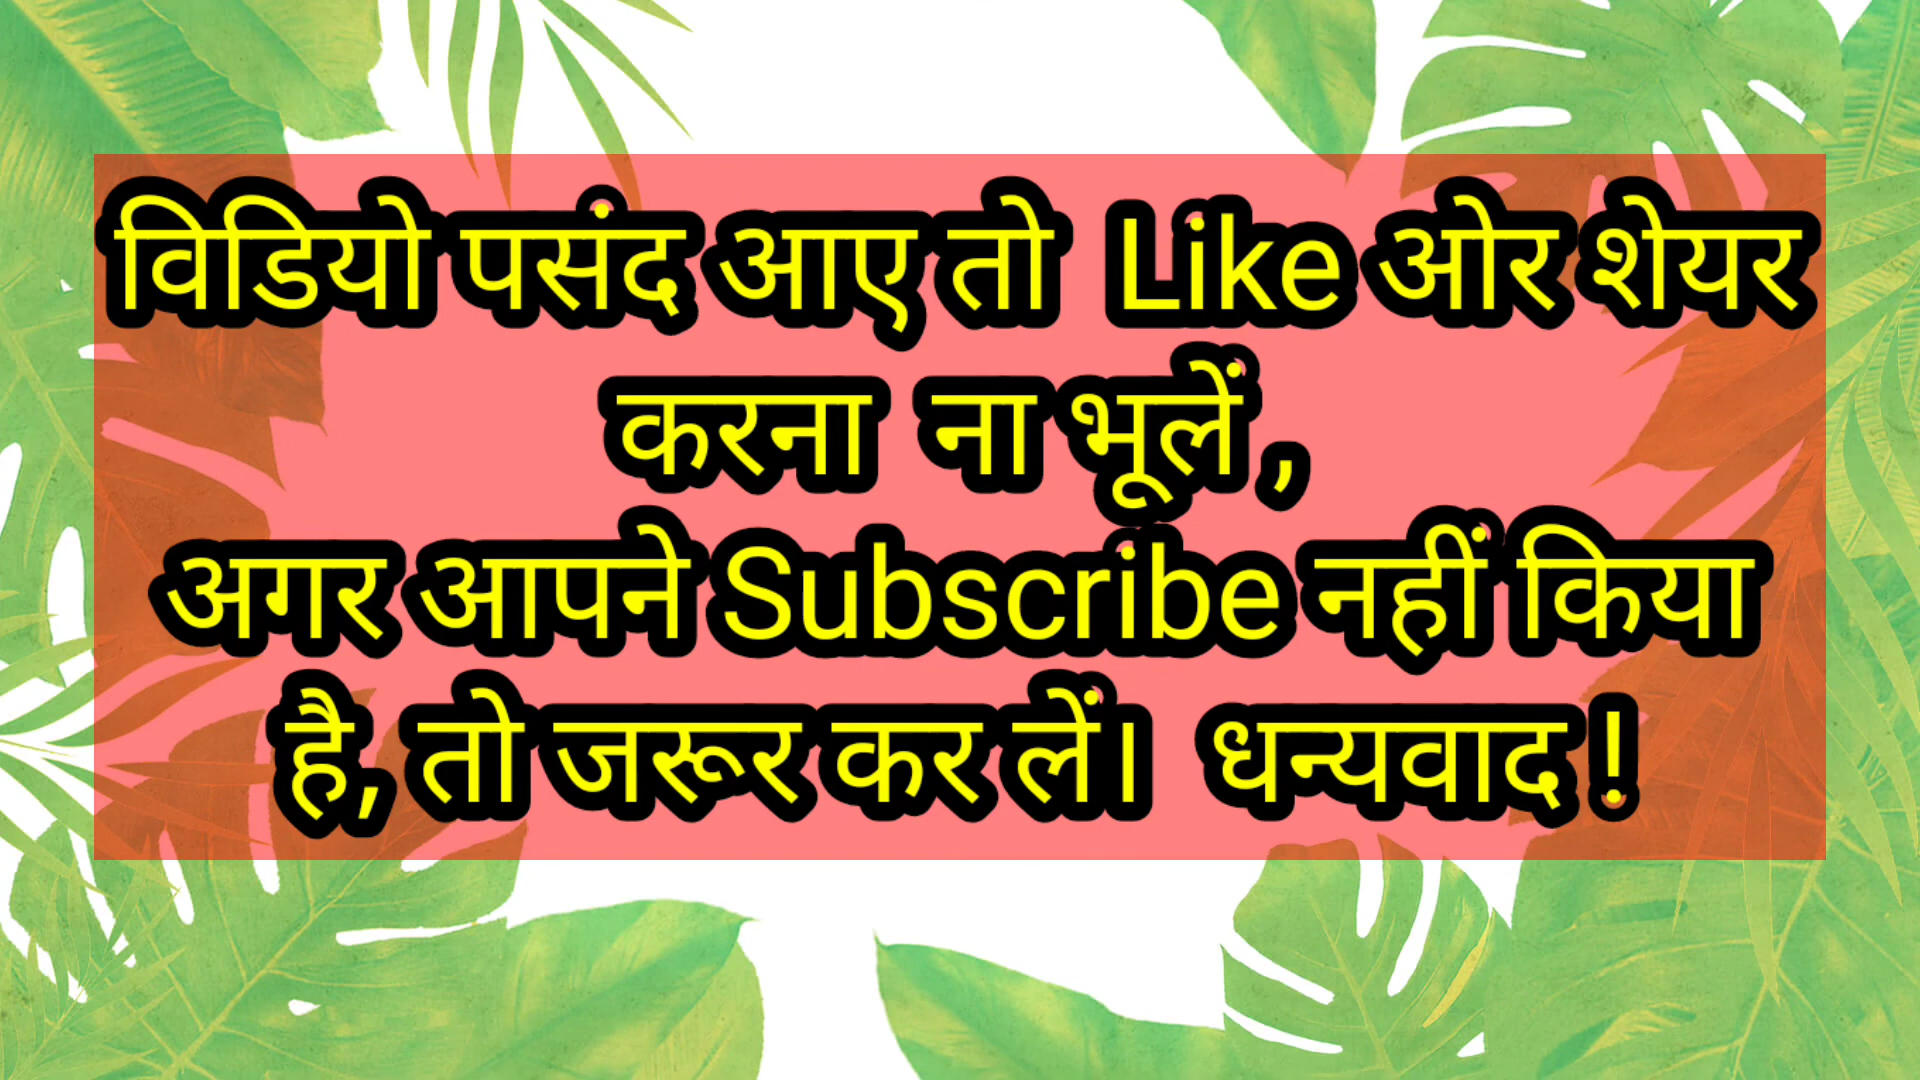 विडियो पसंद आए तो Like ओर शेयर
करना ना भूलें ,
अगर आपने Subscribe नहीं किया
है, तो जरूर कर लें। धन्यवाद !